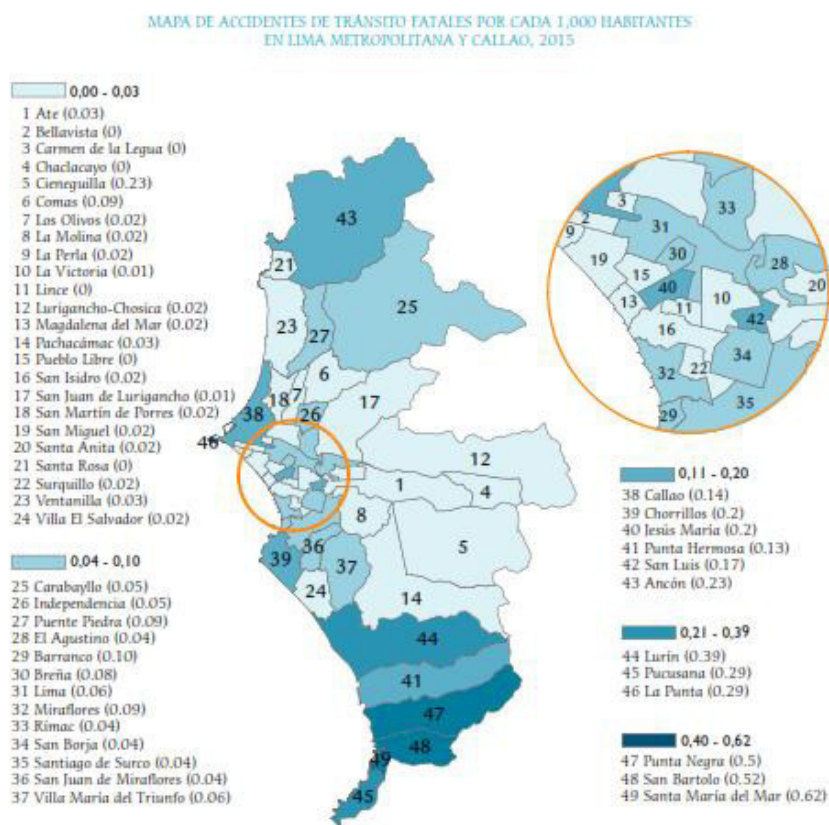 MAPA DE ACCIDENTES DE TRÁNSITO FATALES POR CADA 1,000 HABITANTES
EN LIMA METROPOLITANA Y CALLAO, 2015
0,00 - 0,03
1 Ate (0.03)
2 Bellavista (0)
3 Carmen de la Legua (0)
4 Chaclacayo (0)
5 Cieneguilla (0.23)
6 Comas (0.09)
7 Los Olivos (0.02)
8 La Molina (0.02)
9 La Perla (0.02)
10 La Victoria (0.01)
11 Lince (0)
12 Lurigancho-Chosica (0.02)
13 Magdalena del Mar (0.02)
14 Pachacámac (0.03)
15 Pueblo Libre (0)
16 San Isidro (0.02)
17 San Juan de Lurigancho (0.01)
18 San Martín de Porres (0.02)
19 San Miguel (0.02)
20 Santa Anita (0.02)
21 Santa Rosa (0)
22 Surquillo (0.02)
23 Ventanilla (0.03)
24 Villa El Salvador (0.02)
0,04 - 0,10
25 Carabayllo (0.05)
26 Independencia (0.05)
27 Puente Piedra (0.09)
28 El Agustino (0.04)
29 Barranco (0.10)
30 Breña (0.08)
31 Lima (0.06)
32 Miraflores (0.09)
33 Rímac (0.04)
34 San Borja (0.04)
35 Santiago de Surco (0.04)
36 San Juan de Miraflores (0.04)
37 Villa María del Triunfo (0.06)
43
21
25
23
27
6
7
18
17
38
26
46
12
1
4
8
5
36
39
37
24
14
44
41
47
48
49
45
3
33
2
31
9
30
28
19
15
20
40
10
13
11
42
16
34
32
22
35
29
0,11 - 0,20
38 Callao (0.14)
39 Chorrillos (0.2)
40 Jesús María (0.2)
41 Punta Hermosa (0.13)
42 San Luis (0.17)
43 Ancón (0.23)
0,21 - 0,39
44 Lurín (0.39)
45 Pucusana (0.29)
46 La Punta (0.29)
0,40 - 0,62
47 Punta Negra (0.5)
48 San Bartolo (0.52)
49 Santa María del Mar (0.62)